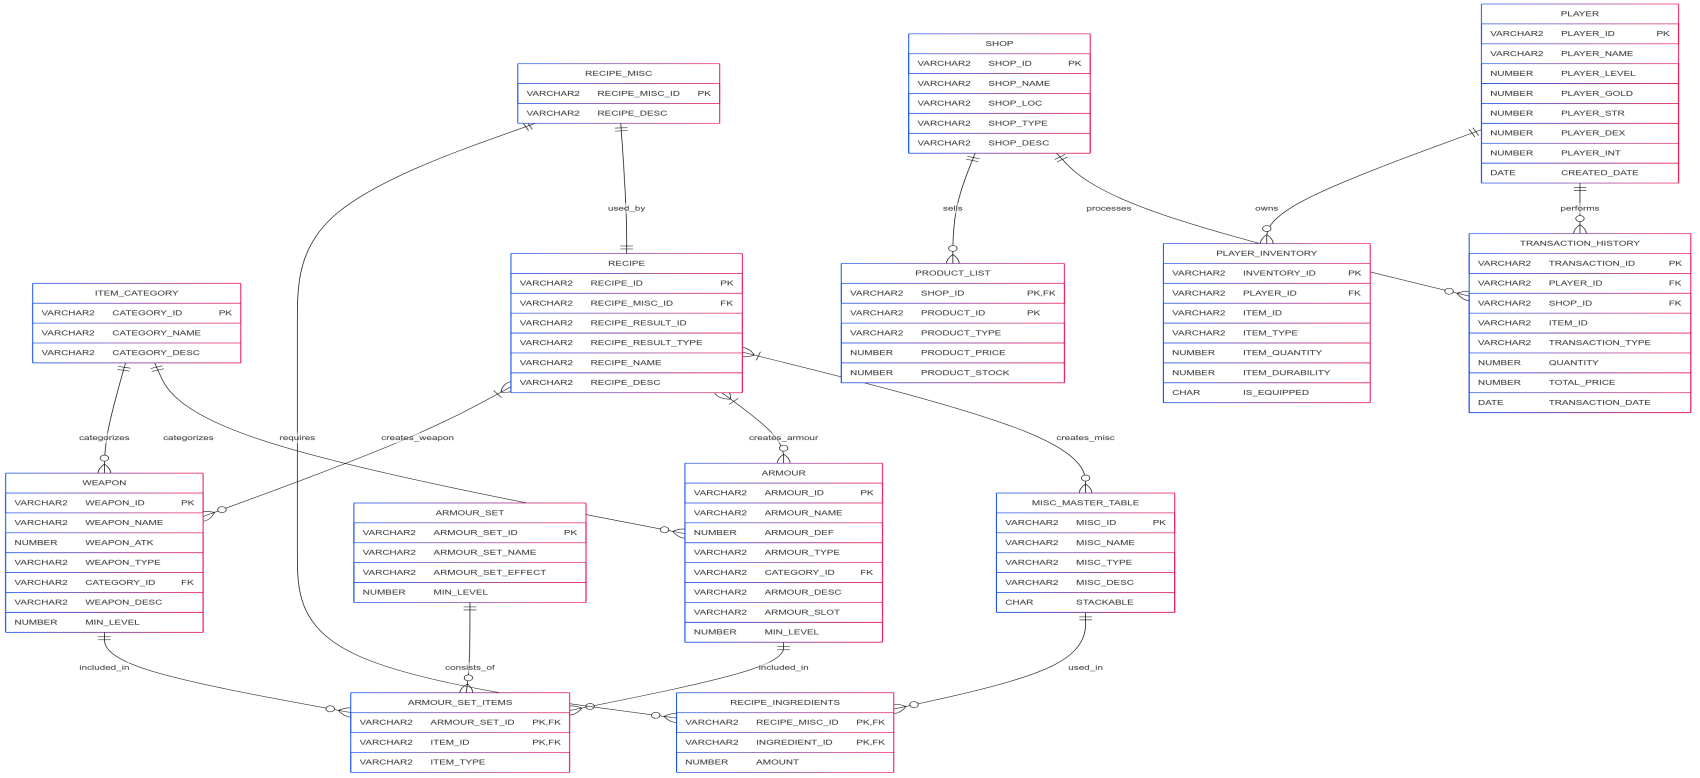 PLAYER
VARCHAR2 PLAYER_ID PK
VARCHAR2 PLAYER_NAME
NUMBER PLAYER_LEVEL
NUMBER PLAYER_GOLD
NUMBER PLAYER_STR
NUMBER PLAYER_DEX
NUMBER PLAYER_INT
DATE CREATED_DATE
SHOP
VARCHAR2 SHOP_ID PK
VARCHAR2 SHOP_NAME
VARCHAR2 SHOP_LOC
VARCHAR2 SHOP_TYPE
VARCHAR2 SHOP_DESC
RECIPE_MISC
VARCHAR2 RECIPE_MISC_ID PK
VARCHAR2 RECIPE_DESC
used_by
sells
processes
owns
performs
RECIPE
VARCHAR2 RECIPE_ID PK
VARCHAR2 RECIPE_MISC_ID FK
VARCHAR2 RECIPE_RESULT_ID
VARCHAR2 RECIPE_RESULT_TYPE
VARCHAR2 RECIPE_NAME
VARCHAR2 RECIPE_DESC
PRODUCT_LIST
VARCHAR2 SHOP_ID PK,FK
VARCHAR2 PRODUCT_ID PK
VARCHAR2 PRODUCT_TYPE
NUMBER PRODUCT_PRICE
NUMBER PRODUCT_STOCK
PLAYER_INVENTORY
VARCHAR2 INVENTORY_ID PK
VARCHAR2 PLAYER_ID FK
VARCHAR2 ITEM_ID
VARCHAR2 ITEM_TYPE
NUMBER ITEM_QUANTITY
NUMBER ITEM_DURABILITY
CHAR IS_EQUIPPED
TRANSACTION_HISTORY
VARCHAR2 TRANSACTION_ID PK
VARCHAR2 PLAYER_ID FK
VARCHAR2 SHOP_ID FK
VARCHAR2 ITEM_ID
VARCHAR2 TRANSACTION_TYPE
NUMBER QUANTITY
NUMBER TOTAL_PRICE
DATE TRANSACTION_DATE
ITEM_CATEGORY
VARCHAR2 CATEGORY_ID PK
VARCHAR2 CATEGORY_NAME
VARCHAR2 CATEGORY_DESC
categorizes
categorizes
requires
creates_weapon
creates_armour
creates_misc
WEAPON
VARCHAR2 WEAPON_ID PK
VARCHAR2 WEAPON_NAME
NUMBER WEAPON_ATK
VARCHAR2 WEAPON_TYPE
VARCHAR2 CATEGORY_ID FK
VARCHAR2 WEAPON_DESC
NUMBER MIN_LEVEL
ARMOUR_SET
VARCHAR2 ARMOUR_SET_ID PK
VARCHAR2 ARMOUR_SET_NAME
VARCHAR2 ARMOUR_SET_EFFECT
NUMBER MIN_LEVEL
ARMOUR
VARCHAR2 ARMOUR_ID PK
VARCHAR2 ARMOUR_NAME
NUMBER ARMOUR_DEF
VARCHAR2 ARMOUR_TYPE
VARCHAR2 CATEGORY_ID FK
VARCHAR2 ARMOUR_DESC
VARCHAR2 ARMOUR_SLOT
NUMBER MIN_LEVEL
MISC_MASTER_TABLE
VARCHAR2 MISC_ID PK
VARCHAR2 MISC_NAME
VARCHAR2 MISC_TYPE
VARCHAR2 MISC_DESC
CHAR STACKABLE
included_in
consists_of
included_in
used_in
ARMOUR_SET_ITEMS
VARCHAR2 ARMOUR_SET_ID PK,FK
VARCHAR2 ITEM_ID PK,FK
VARCHAR2 ITEM_TYPE
RECIPE_INGREDIENTS
VARCHAR2 RECIPE_MISC_ID PK,FK
VARCHAR2 INGREDIENT_ID PK,FK
NUMBER AMOUNT